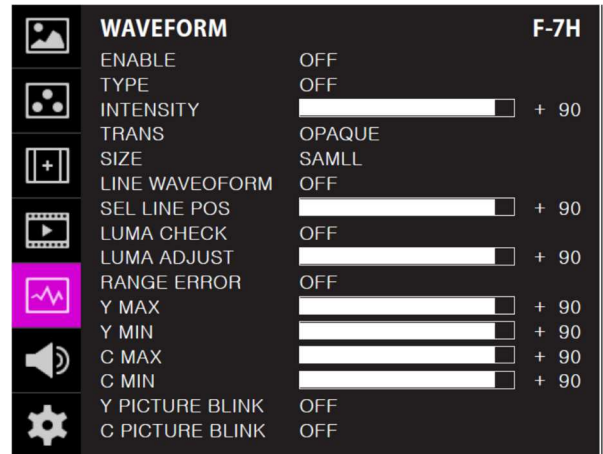 WAVEFORM F-7H
ENABLE OFF
TYPE OFF
INTENSITY + 90
TRANS OPAQUE
SIZE SAMLL
LINE WAVEOFORM OFF
SEL LINE POS + 90
LUMA CHECK OFF
LUMA ADJUST + 90
RANGE ERROR OFF
Y MAX + 90
Y MIN + 90
C MAX + 90
C MIN + 90
Y PICTURE BLINK OFF
C PICTURE BLINK OFF